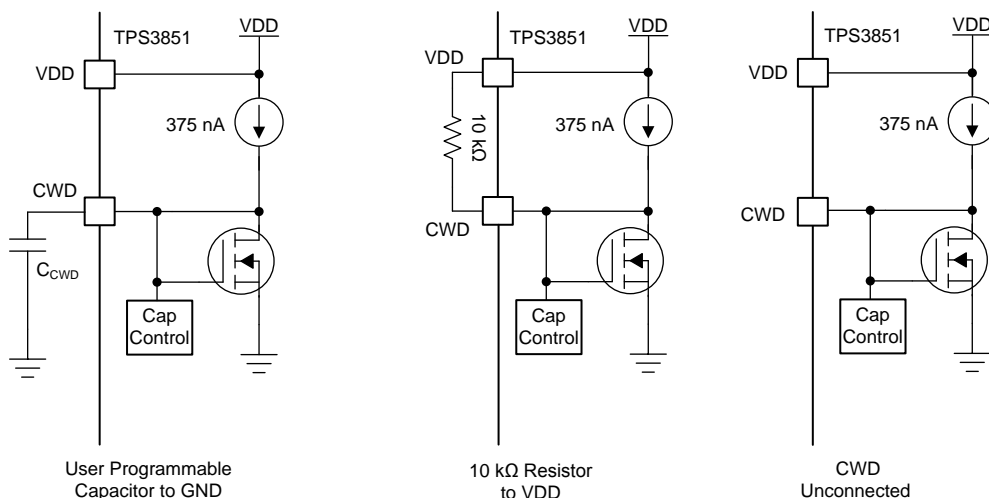 TPS3851
VDD
VDD
375 nA
CWD
CCWD
Cap
Control
User Programmable
Capacitor to GND
TPS3851
VDD
VDD
10 kΩ
375 nA
CWD
Cap
Control
10 kΩ Resistor
to VDD
TPS3851
VDD
VDD
375 nA
CWD
Cap
Control
CWD
Unconnected